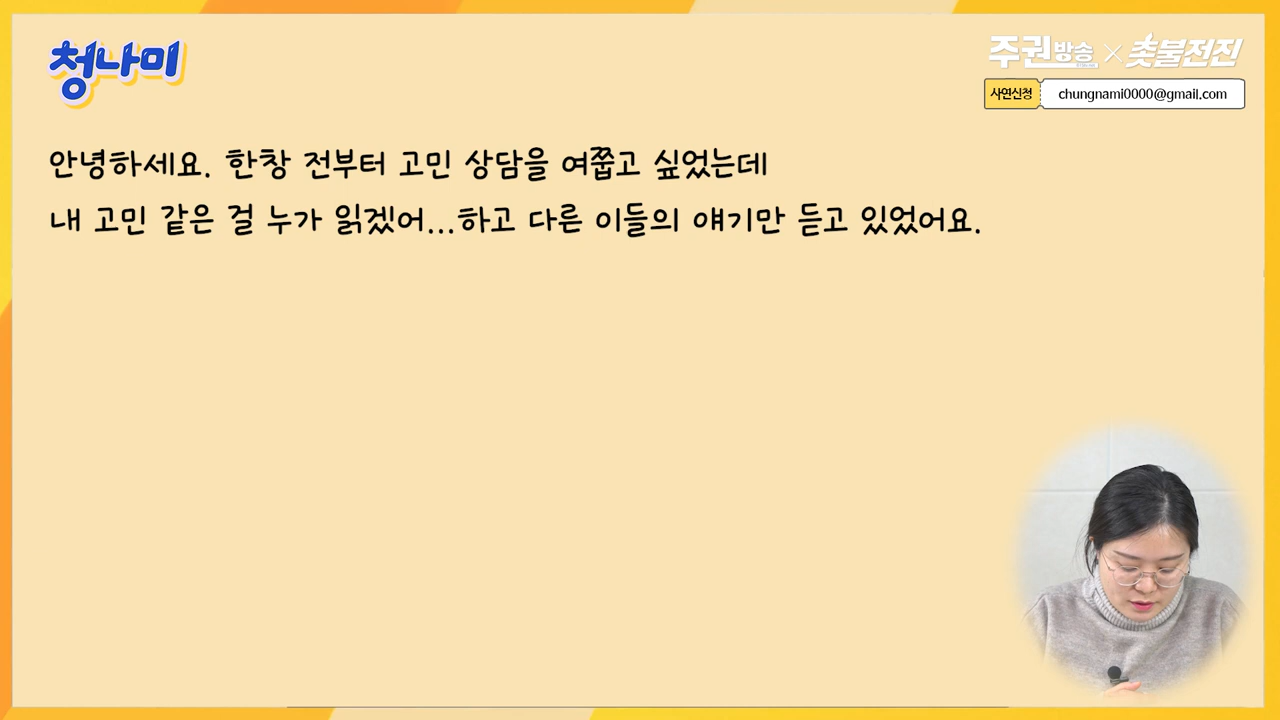 청나미
주권방송×촛불전진
사연신청 chungnami0000@gmail.com
안녕하세요. 한창 전부터 고민 상담을 여쭙고 싶었는데
내 고민 같은 걸 누가 읽겠어...하고 다른 이들의 얘기만 듣고 있었어요.